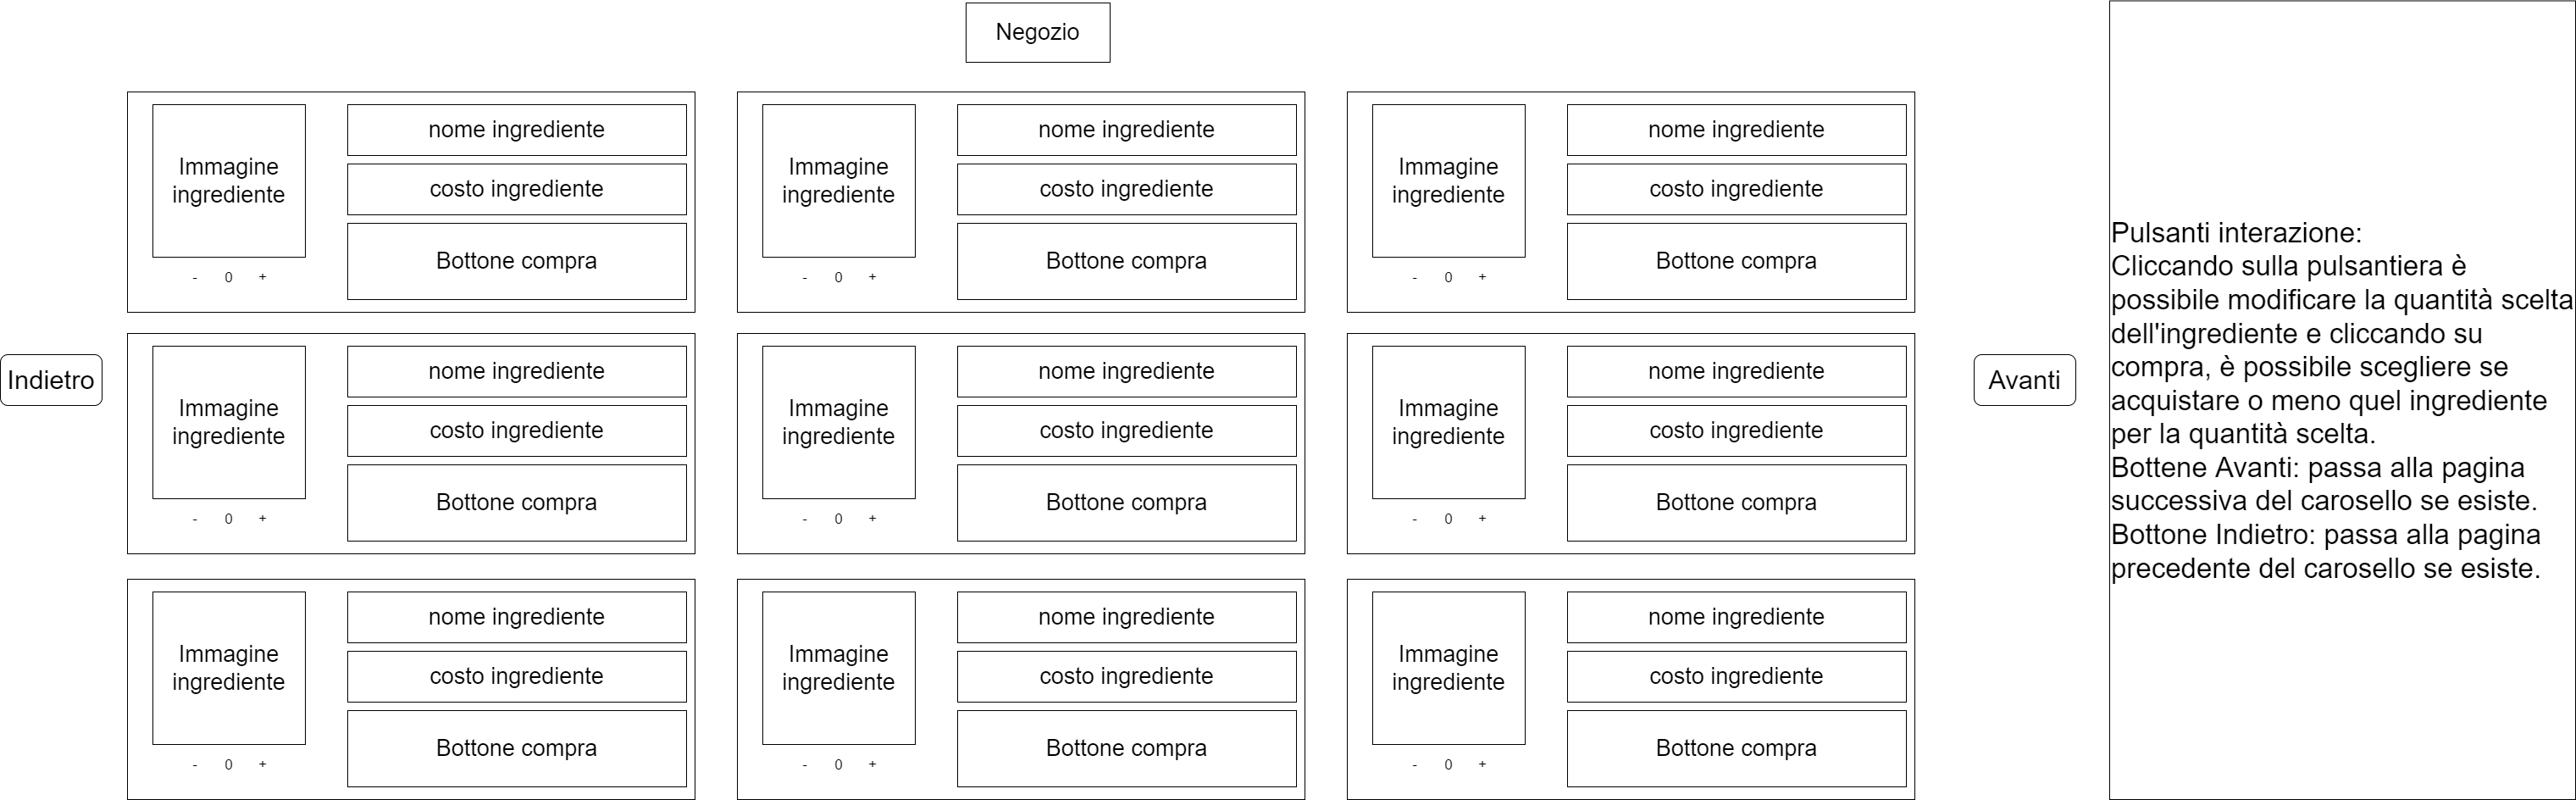 Negozio
Immagine
ingrediente
- 0 +
nome ingrediente
costo ingrediente
Bottone compra
Immagine
ingrediente
- 0 +
nome ingrediente
costo ingrediente
Bottone compra
Immagine
ingrediente
- 0 +
nome ingrediente
costo ingrediente
Bottone compra
Indietro
Immagine
ingrediente
- 0 +
nome ingrediente
costo ingrediente
Bottone compra
Immagine
ingrediente
- 0 +
nome ingrediente
costo ingrediente
Bottone compra
Immagine
ingrediente
- 0 +
nome ingrediente
costo ingrediente
Bottone compra
Avanti
Immagine
ingrediente
- 0 +
nome ingrediente
costo ingrediente
Bottone compra
Immagine
ingrediente
- 0 +
nome ingrediente
costo ingrediente
Bottone compra
Immagine
ingrediente
- 0 +
nome ingrediente
costo ingrediente
Bottone compra
Pulsanti interazione:
Cliccando sulla pulsantiera è
possibile modificare la quantità scelta
dell'ingrediente e cliccando su
compra, è possibile scegliere se
acquistare o meno quel ingrediente
per la quantità scelta.
Bottene Avanti: passa alla pagina
successiva del carosello se esiste.
Bottone Indietro: passa alla pagina
precedente del carosello se esiste.